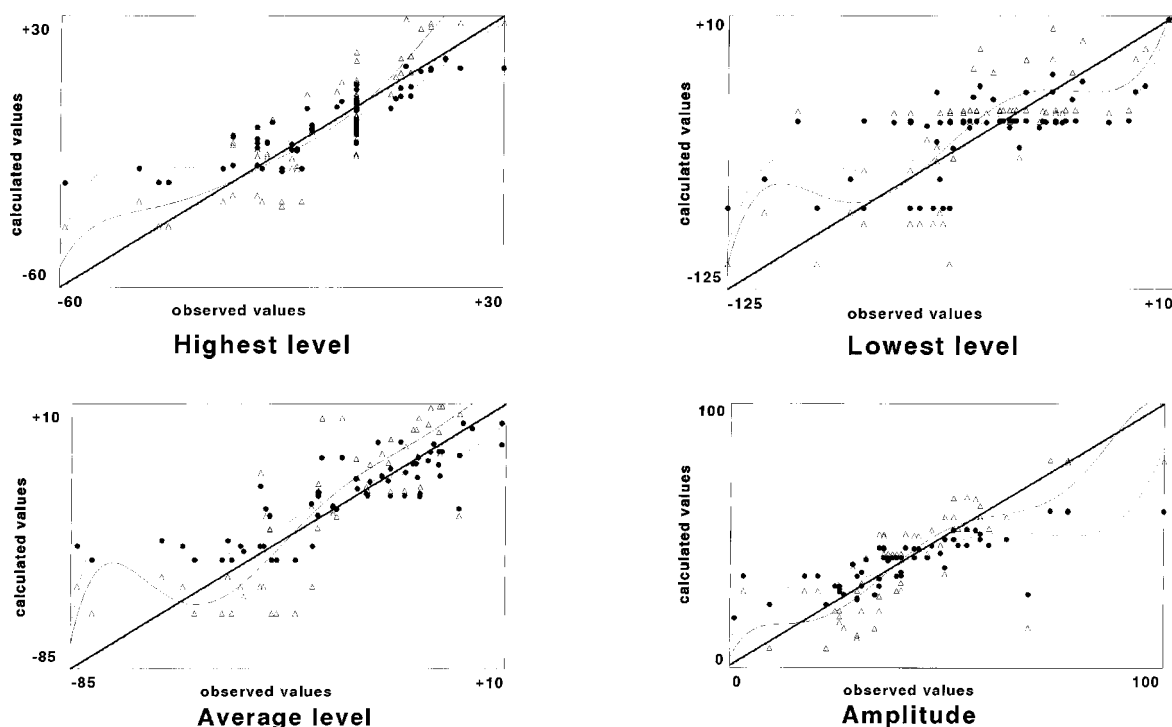 +30
calculated values
-60
-60
+30
observed values
Highest level
+10
calculated values
-125
-125
+10
observed values
Lowest level
+10
calculated values
-85
-85
+10
observed values
Average level
100
calculated values
0
0
100
observed values
Amplitude